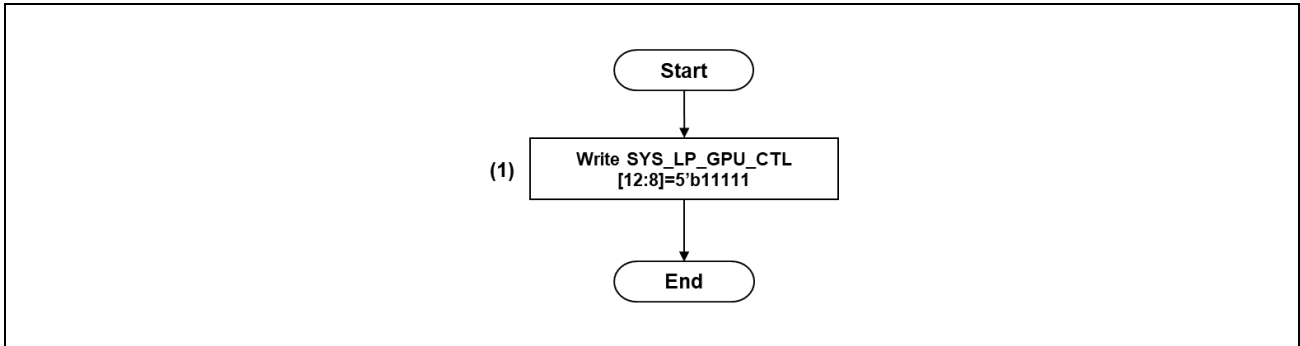 Start
(1)
Write SYS_LP_GPU_CTL
[12:8]=5’b11111
End